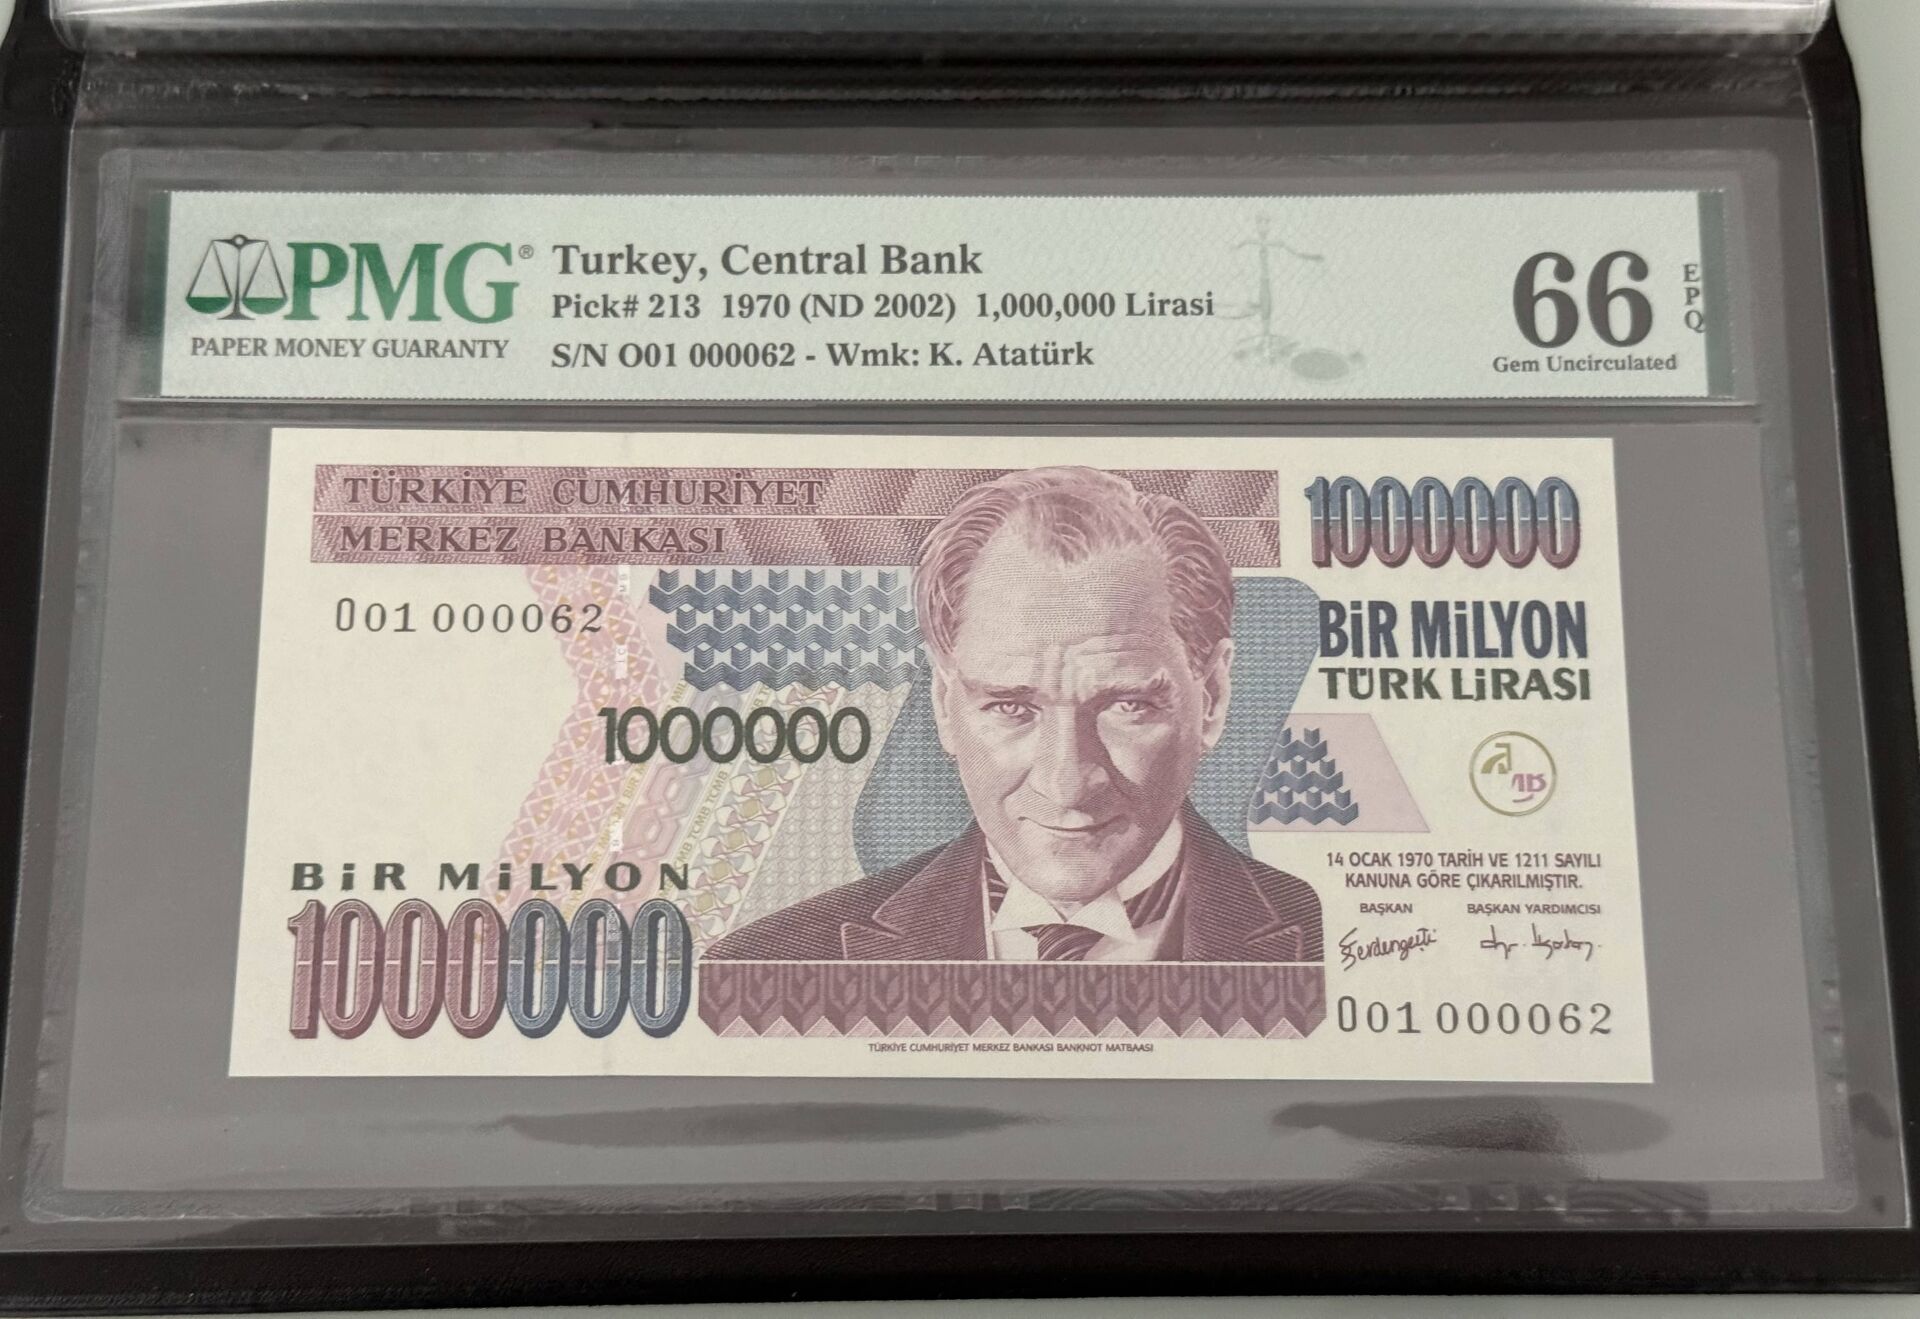 PMG®
PAPER MONEY GUARANTY
Turkey, Central Bank
Pick# 213 1970 (ND 2002) 1,000,000 Lirasi
S/N O01 000062 - Wmk: K. Atatürk
66
EPQ
Gem Uncirculated
TÜRKİYE CUMHURİYET
MERKEZ BANKASI
1000000
O01 000062
BİR MİLYON
TÜRK LİRASI
1000000
14 OCAK 1970 TARİH VE 1211 SAYILI
KANUNA GÖRE ÇIKARILMIŞTIR.
BAŞKAN BAŞKAN YARDIMCISI
BİR MİLYON
1000000
O01 000062
TÜRKİYE CUMHURİYET MERKEZ BANKASI BANKNOT MATBAASI